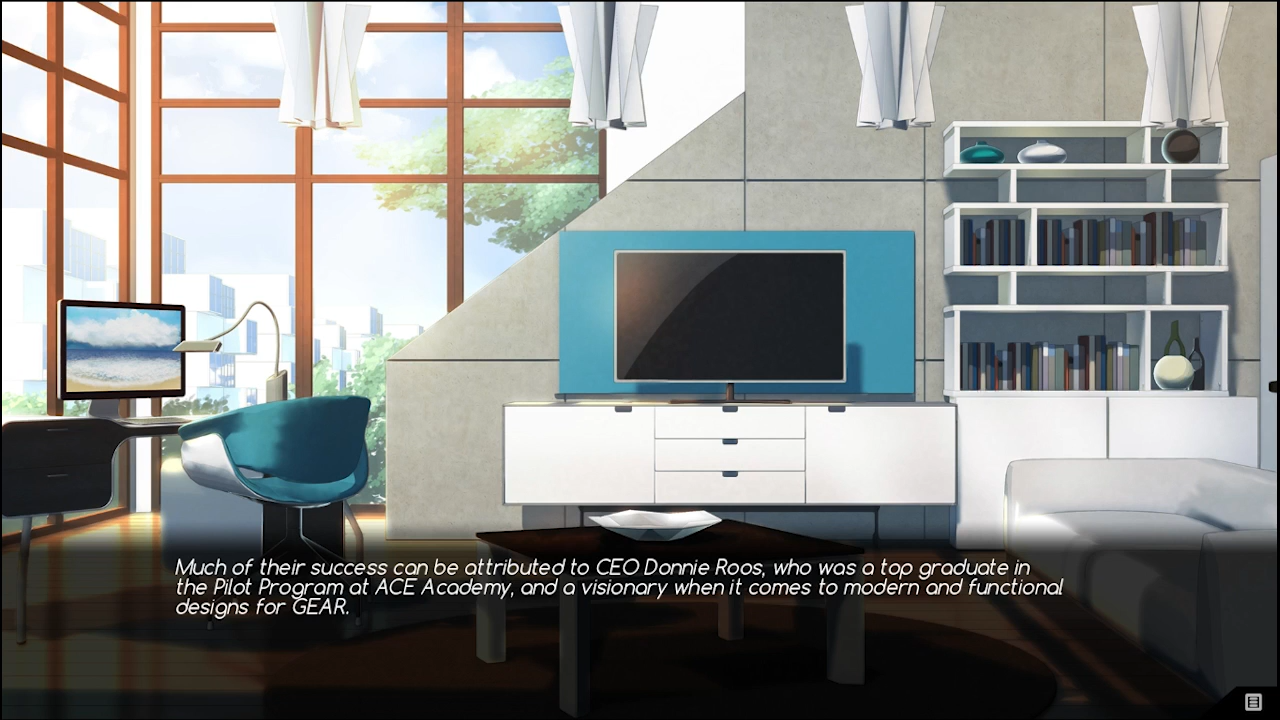 Much of their success can be attributed to CEO Donnie Roos, who was a top graduate in
the Pilot Program at ACE Academy, and a visionary when it comes to modern and functional
designs for GEAR.